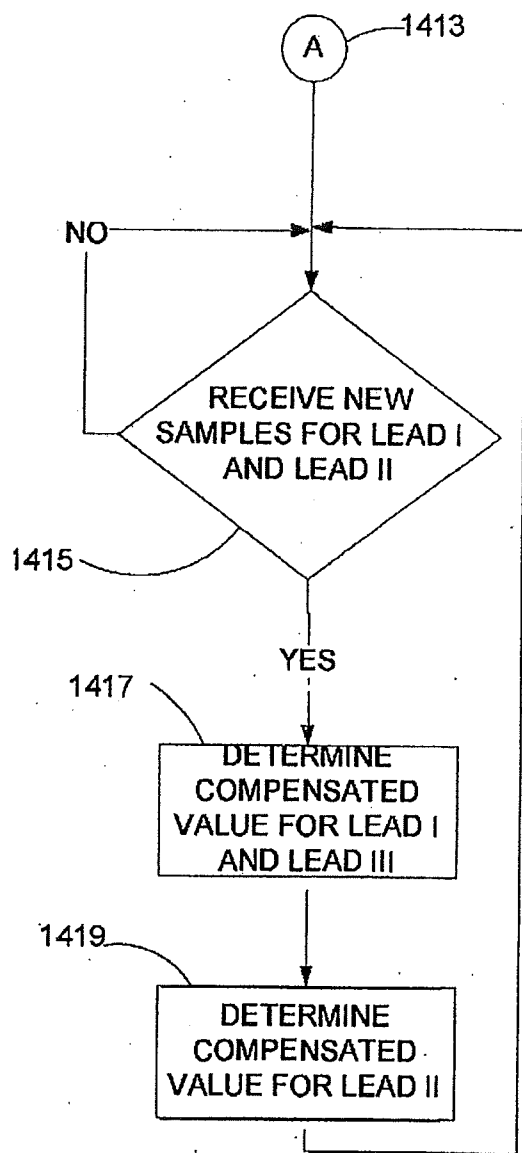 A
1413
NO
RECEIVE NEW
SAMPLES FOR LEAD I
AND LEAD II
1415
YES
1417
DETERMINE
COMPENSATED
VALUE FOR LEAD I
AND LEAD III
1419
DETERMINE
COMPENSATED
VALUE FOR LEAD II